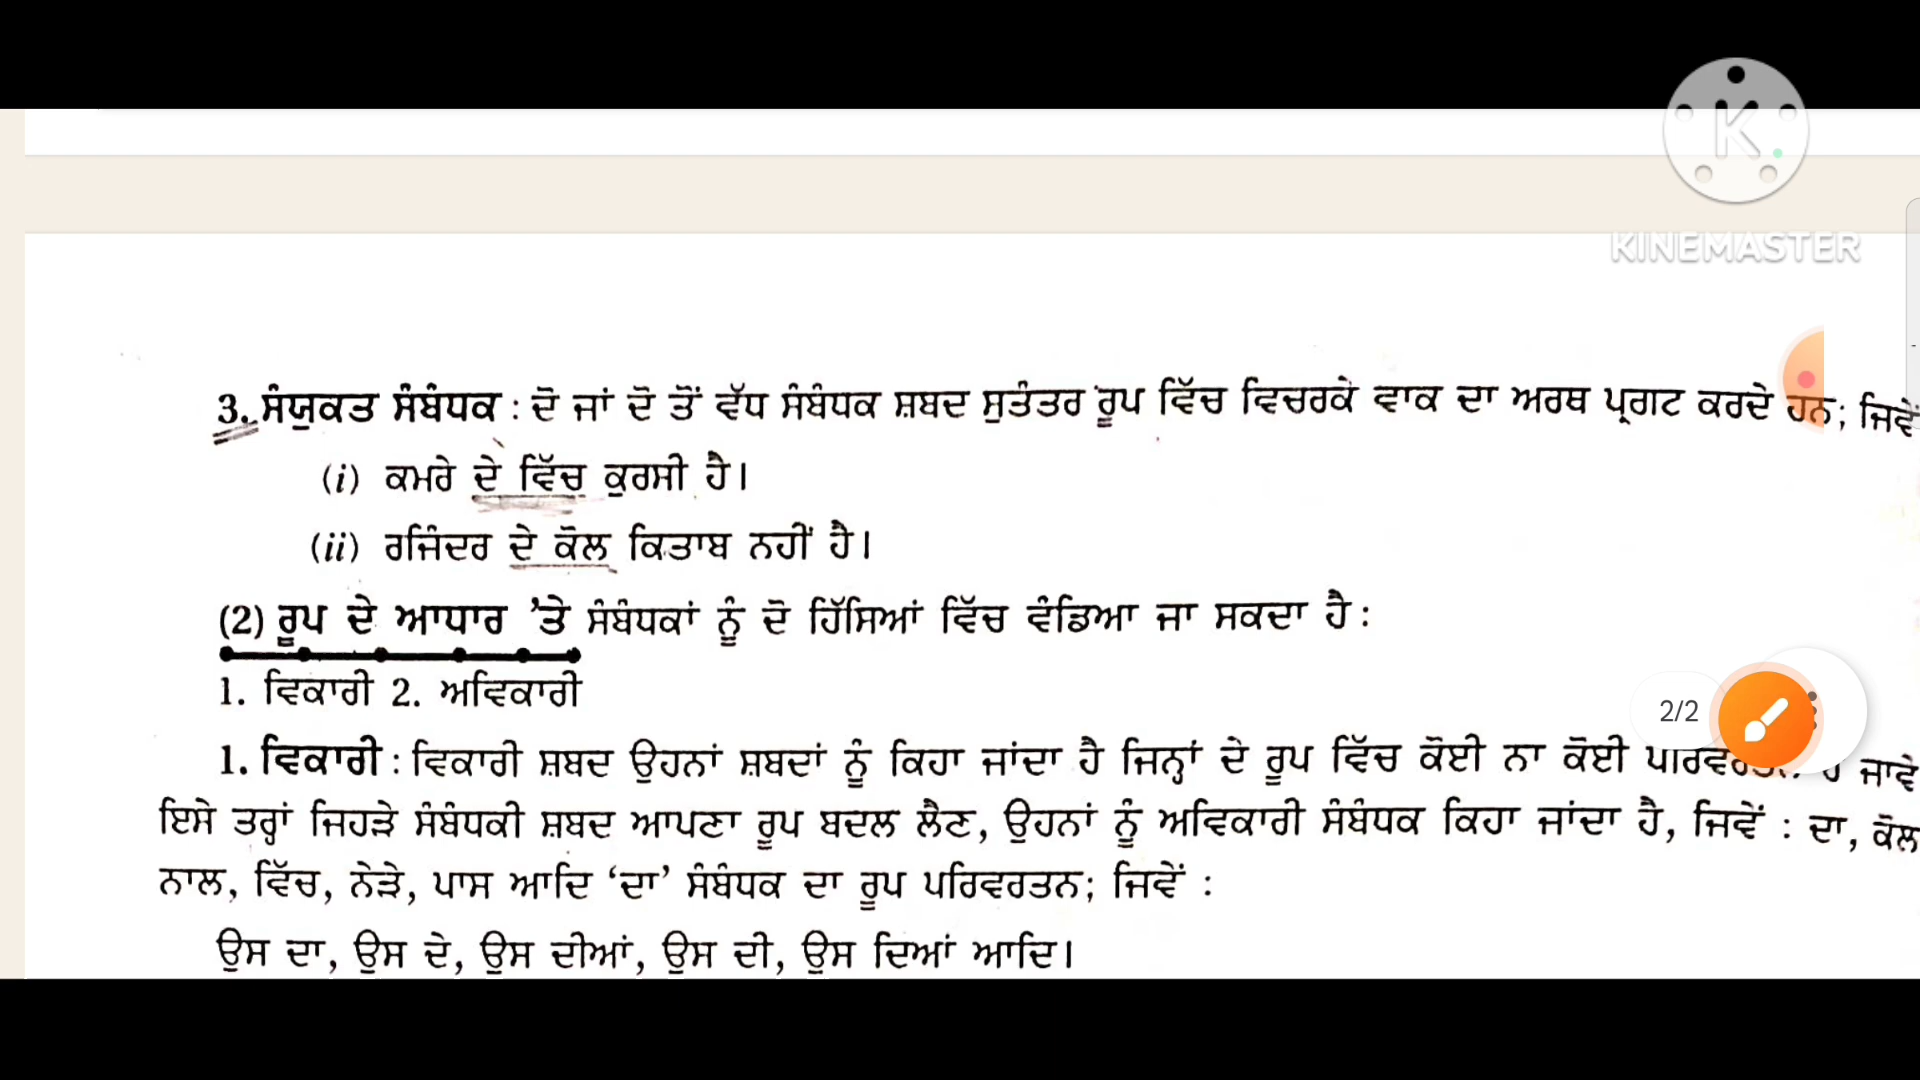 KINEMASTER
3. ਸੰਯੁਕਤ ਸੰਬੰਧਕ : ਦੋ ਜਾਂ ਦੋ ਤੋਂ ਵੱਧ ਸੰਬੰਧਕ ਸ਼ਬਦ ਸੁਤੰਤਰ ਰੂਪ ਵਿੱਚ ਵਿਚਰਕੇ ਵਾਕ ਦਾ ਅਰਥ ਪ੍ਰਗਟ ਕਰਦੇ ਹਨ; ਜਿਵੇਂ
(i) ਕਮਰੇ ਦੇ ਵਿੱਚ ਕੁਰਸੀ ਹੈ।
(ii) ਰਜਿੰਦਰ ਦੇ ਕੋਲ ਕਿਤਾਬ ਨਹੀਂ ਹੈ।
(2) ਰੂਪ ਦੇ ਆਧਾਰ 'ਤੇ ਸੰਬੰਧਕਾਂ ਨੂੰ ਦੋ ਹਿੱਸਿਆਂ ਵਿੱਚ ਵੰਡਿਆ ਜਾ ਸਕਦਾ ਹੈ :
1. ਵਿਕਾਰੀ 2. ਅਵਿਕਾਰੀ
2/2
1. ਵਿਕਾਰੀ : ਵਿਕਾਰੀ ਸ਼ਬਦ ਉਹਨਾਂ ਸ਼ਬਦਾਂ ਨੂੰ ਕਿਹਾ ਜਾਂਦਾ ਹੈ ਜਿਨ੍ਹਾਂ ਦੇ ਰੂਪ ਵਿੱਚ ਕੋਈ ਨਾ ਕੋਈ ਜਾਵੇ
ਇਸੇ ਤਰ੍ਹਾਂ ਜਿਹੜੇ ਸੰਬੰਧਕੀ ਸ਼ਬਦ ਆਪਣਾ ਰੂਪ ਬਦਲ ਲੈਣ, ਉਹਨਾਂ ਨੂੰ ਅਵਿਕਾਰੀ ਸੰਬੰਧਕ ਕਿਹਾ ਜਾਂਦਾ ਹੈ, ਜਿਵੇਂ : ਦਾ, ਕੋਲ
ਨਾਲ, ਵਿੱਚ, ਨੇੜੇ, ਪਾਸ ਆਦਿ 'ਦਾ' ਸੰਬੰਧਕ ਦਾ ਰੂਪ ਪਰਿਵਰਤਨ; ਜਿਵੇਂ :
ਉਸ ਦਾ, ਉਸ ਦੇ, ਉਸ ਦੀਆਂ, ਉਸ ਦੀ, ਉਸ ਦਿਆਂ ਆਦਿ।